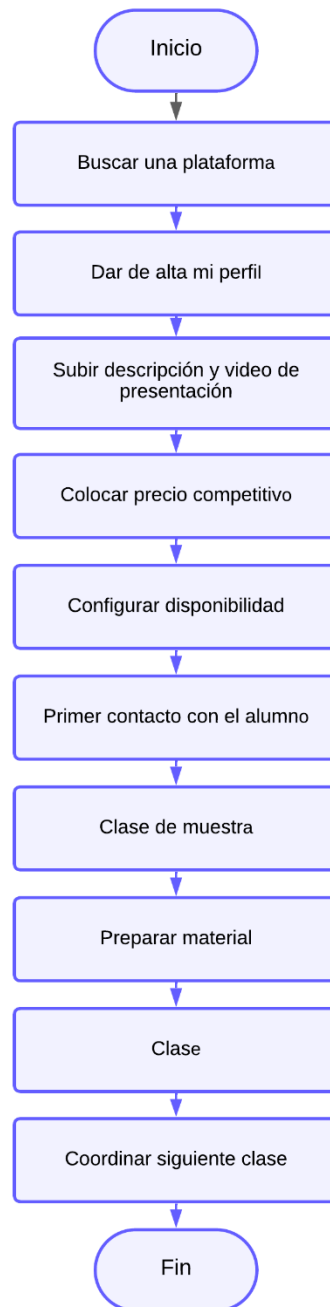 Inicio
Buscar una plataforma
Dar de alta mi perfil
Subir descripción y video de
presentación
Colocar precio competitivo
Configurar disponibilidad
Primer contacto con el alumno
Clase de muestra
Preparar material
Clase
Coordinar siguiente clase
Fin